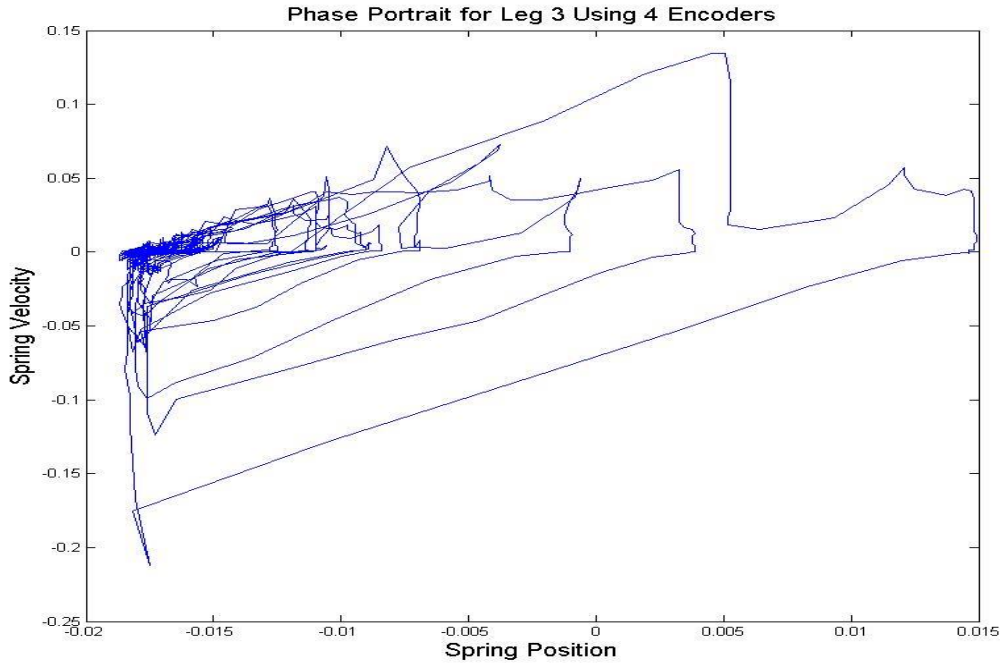 Phase Portrait for Leg 3 Using 4 Encoders
0.15
0.1
0.05
0
-0.05
-0.1
-0.15
-0.2
-0.25
Spring Velocity
-0.02 -0.015 -0.01 -0.005 0 0.005 0.01 0.015
Spring Position